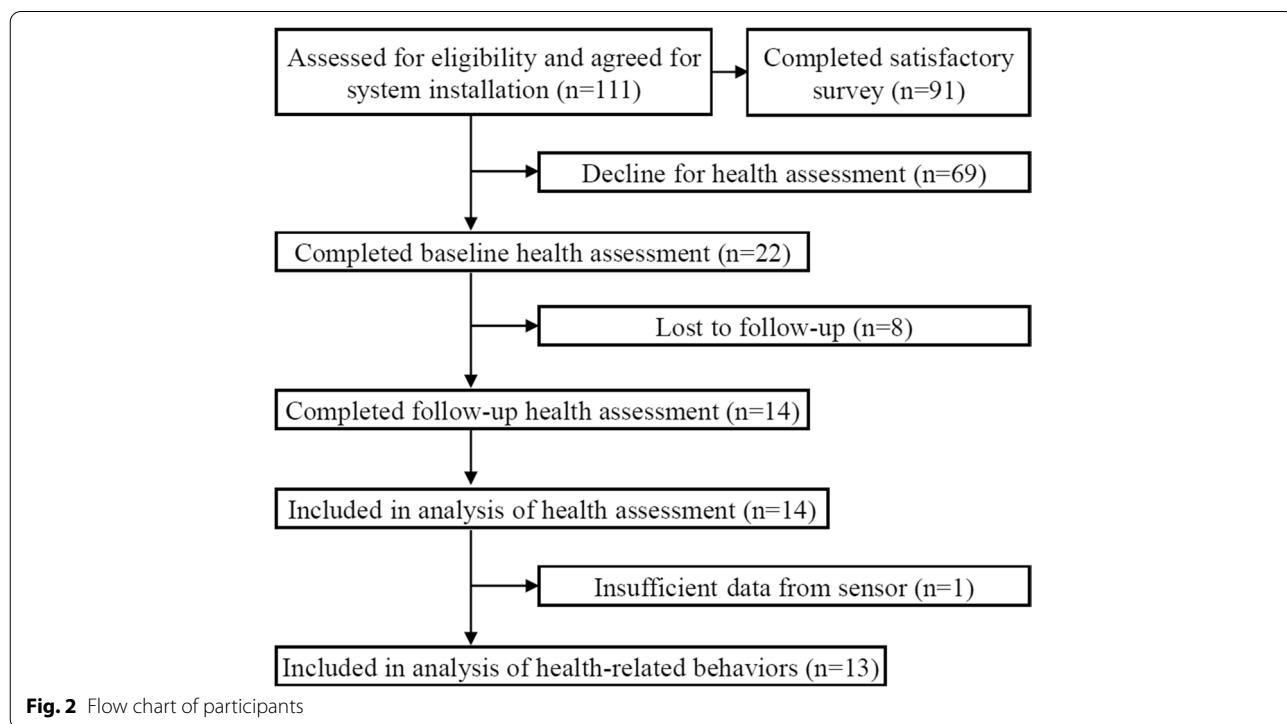 Assessed for eligibility and agreed for
system installation (n=111)
Completed satisfactory
survey (n=91)
Decline for health assessment (n=69)
Completed baseline health assessment (n=22)
Lost to follow-up (n=8)
Completed follow-up health assessment (n=14)
Included in analysis of health assessment (n=14)
Insufficient data from sensor (n=1)
Included in analysis of health-related behaviors (n=13)
Fig. 2 Flow chart of participants